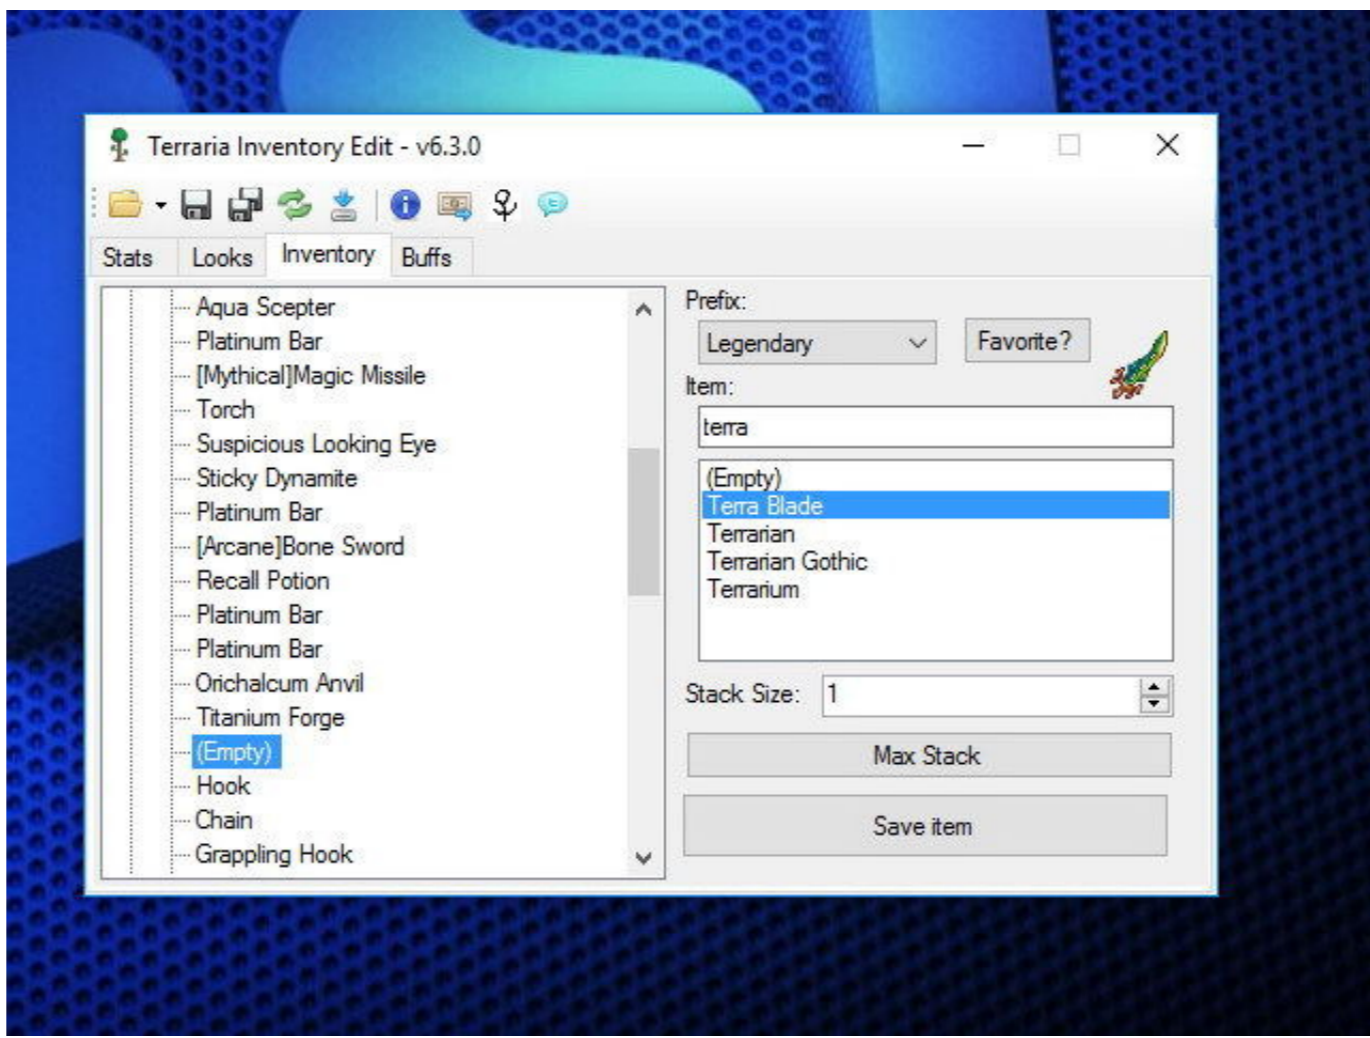 Terraria Inventory Edit - v6.3.0
Stats Looks Inventory Buffs
Aqua Scepter
Platinum Bar
[Mythical]Magic Missile
Torch
Suspicious Looking Eye
Sticky Dynamite
Platinum Bar
[Arcane]Bone Sword
Recall Potion
Platinum Bar
Platinum Bar
Orichalcum Anvil
Titanium Forge
(Empty)
Hook
Chain
Grappling Hook
Prefix:
Legendary
Favorite?
Item:
terra
(Empty)
Terra Blade
Terrarian
Terrarian Gothic
Terrarium
Stack Size: 1
Max Stack
Save item